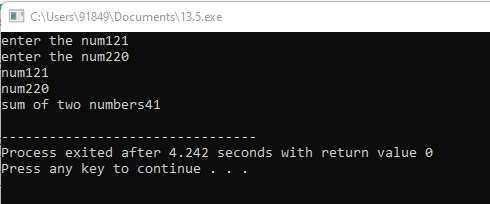 C:\Users\91849\Documents\13.5.exe
enter the num121
enter the num220
num121
num220
sum of two numbers41
--------------------------------
Process exited after 4.242 seconds with return value 0
Press any key to continue . . .